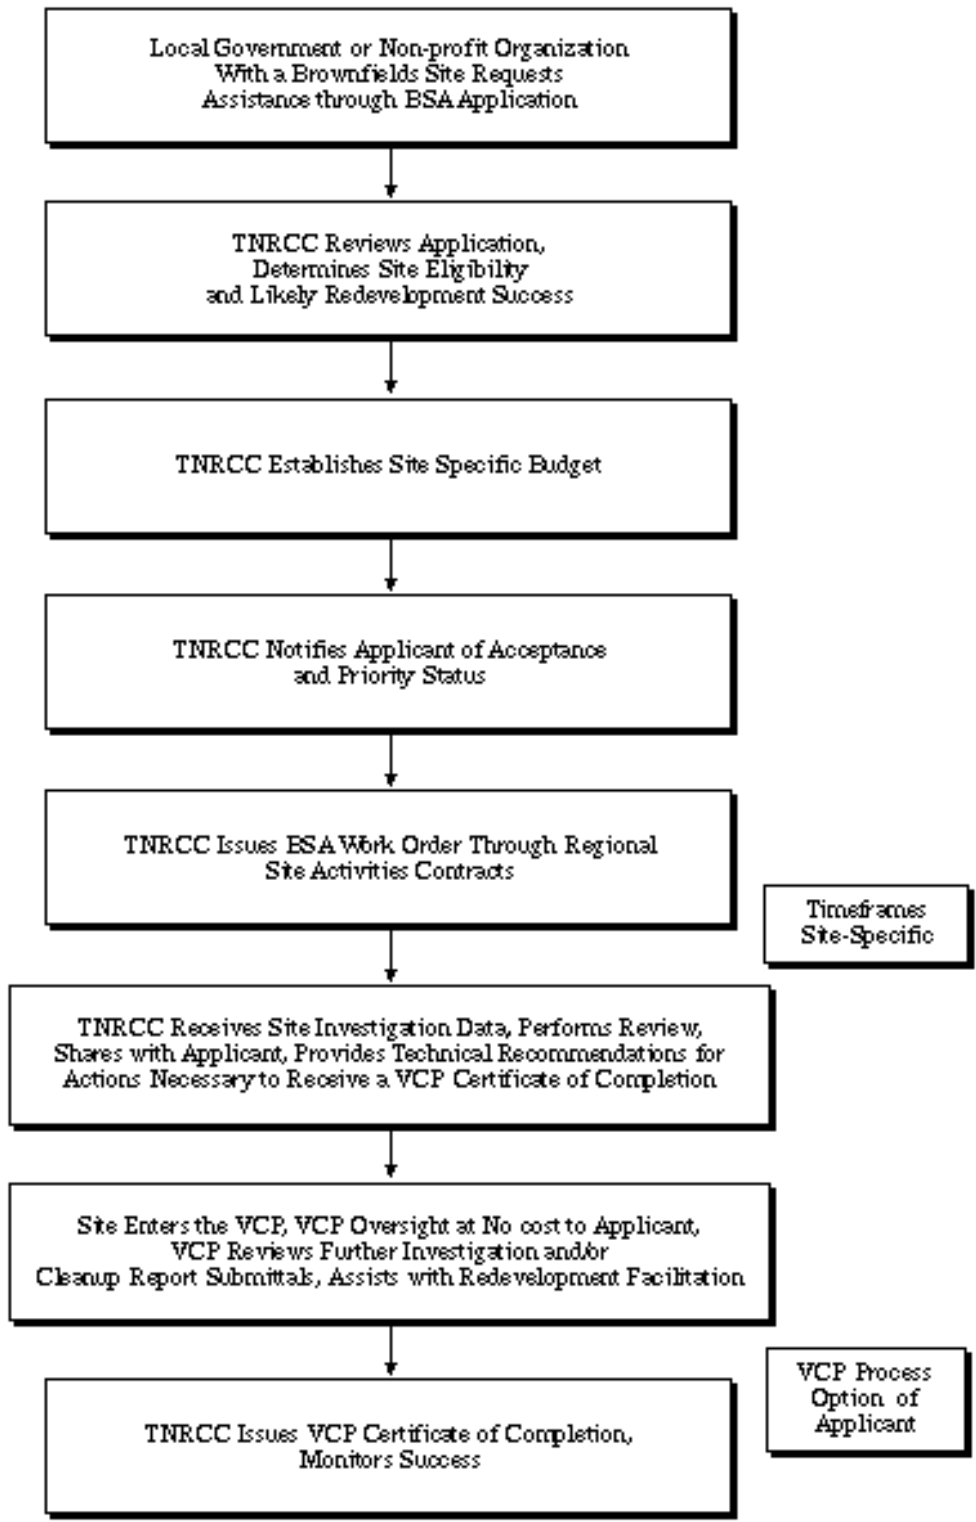 Local Government or Non-profit Organization
With a Brownfields Site Requests
Assistance through BSA Application
TNRCC Reviews Application,
Determines Site Eligibility
and Likely Redevelopment Success
TNRCC Establishes Site Specific Budget
TNRCC Notifies Applicant of Acceptance
and Priority Status
TNRCC Issues BSA Work Order Through Regional
Site Activities Contracts
Timeframes
Site-Specific
TNRCC Receives Site Investigation Data, Performs Review,
Shares with Applicant, Provides Technical Recommendations for
Actions Necessary to Receive a VCP Certificate of Completion
Site Enters the VCP, VCP Oversight at No cost to Applicant,
VCP Reviews Further Investigation and/or
Cleanup Report Submittals, Assists with Redevelopment Facilitation
VCP Process
Option of
Applicant
TNRCC Issues VCP Certificate of Completion,
Monitors Success